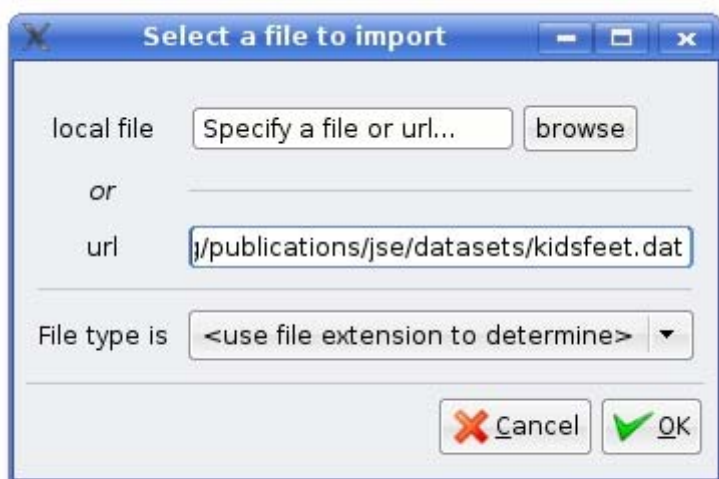 Select a file to import
local file Specify a file or url... browse
or
url /publications/jse/datasets/kidsfeet.dat
File type is <use file extension to determine>
Cancel OK